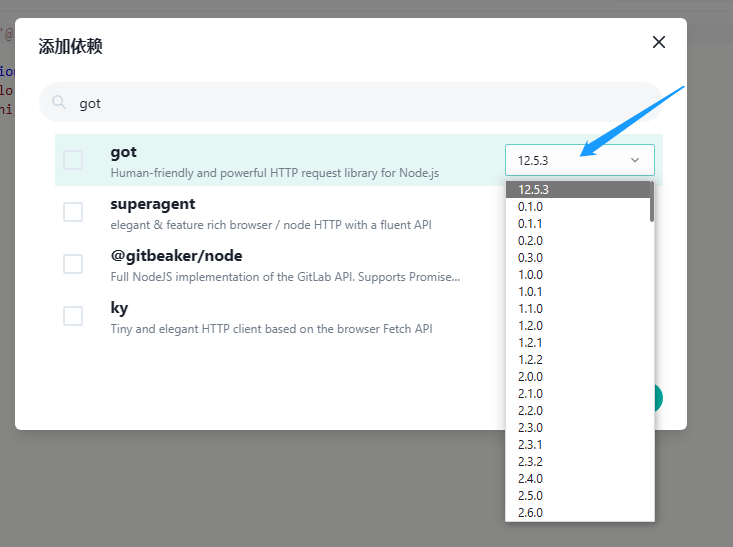 '@
添加依赖
ion
lo
ni
got
got
Human-friendly and powerful HTTP request library for Node.js
12.5.3
superagent
elegant & feature rich browser / node HTTP with a fluent API
@gitbeaker/node
Full NodeJS implementation of the GitLab API. Supports Promise...
ky
Tiny and elegant HTTP client based on the browser Fetch API
12.5.3
0.1.0
0.1.1
0.2.0
0.3.0
1.0.0
1.0.1
1.1.0
1.2.0
1.2.1
1.2.2
2.0.0
2.1.0
2.2.0
2.3.0
2.3.1
2.3.2
2.4.0
2.5.0
2.6.0